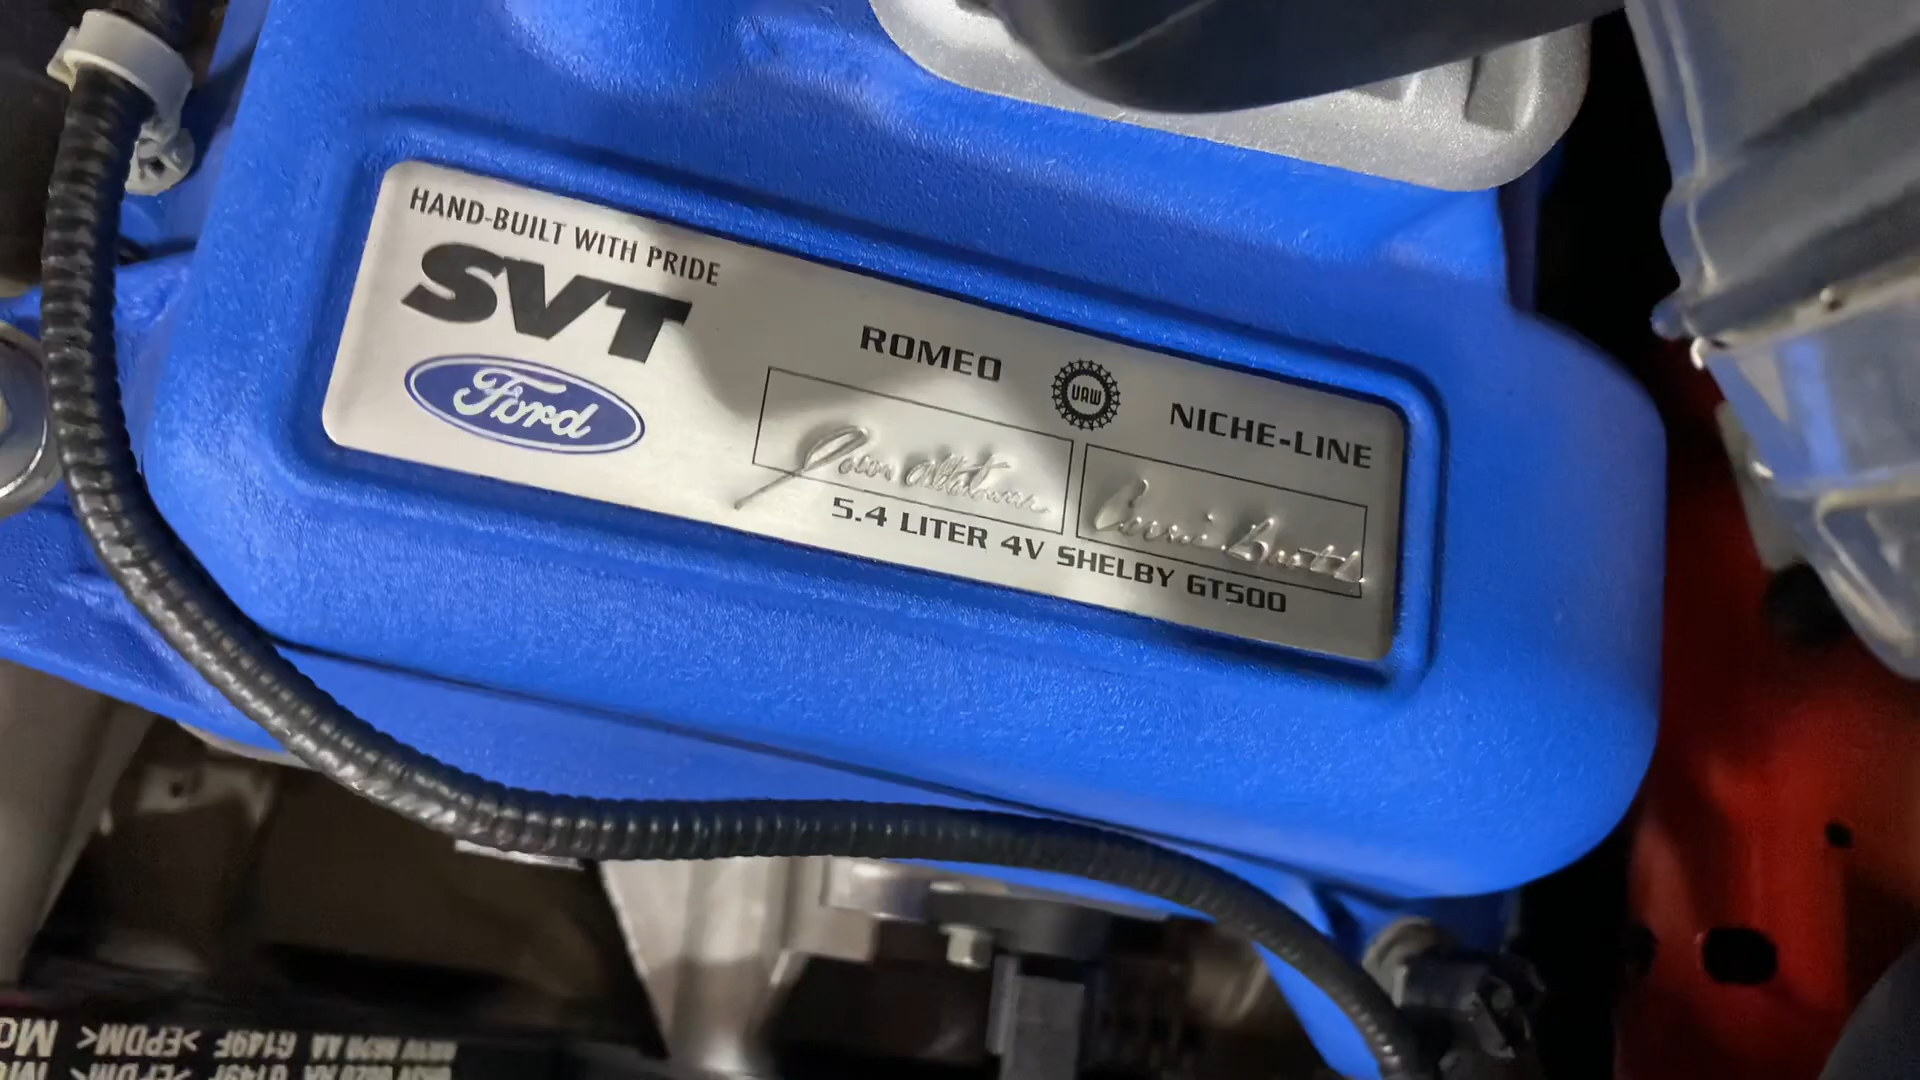 HAND-BUILT WITH PRIDE
SVT
Ford
ROMEO
UAW
NICHE-LINE
5.4 LITER 4V SHELBY GT500
>EPDM<